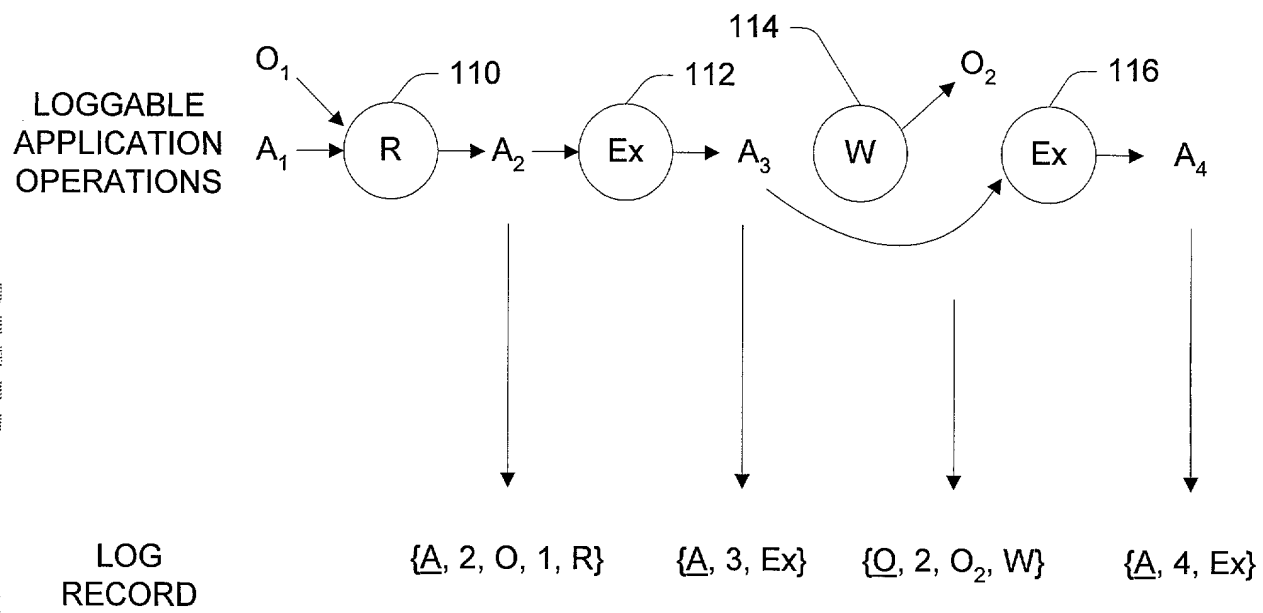 114
O₁
110
112
O₂
116
LOGGABLE
APPLICATION
OPERATIONS
A₁
R
A₂
Ex
A₃
W
Ex
A₄
LOG
RECORD
{A, 2, O, 1, R}
{A, 3, Ex}
{O, 2, O₂, W}
{A, 4, Ex}